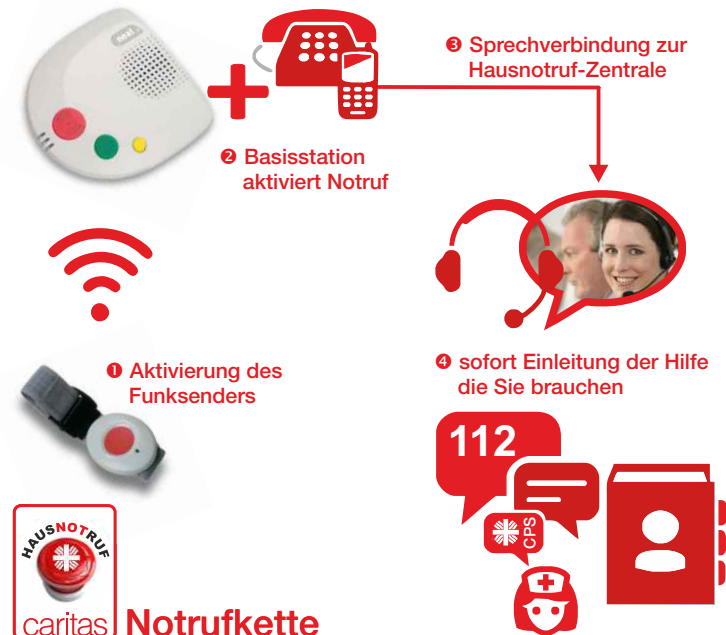 ❸ Sprechverbindung zur
Hausnotruf-Zentrale
❷ Basisstation
aktiviert Notruf
❶ Aktivierung des
Funksenders
❹ sofort Einleitung der Hilfe
die Sie brauchen
112
CPS
HAUSNOTRUF
caritas
Notrufkette